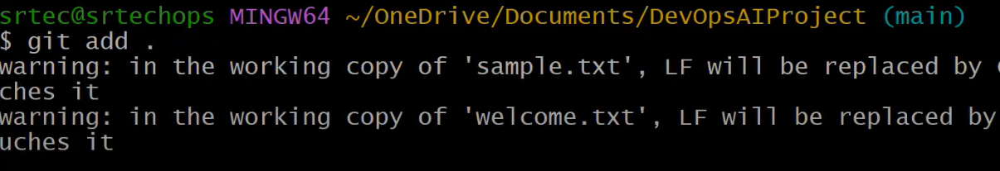 srtec@srtechops MINGW64 ~/OneDrive/Documents/DevOpsAIProject (main)
$ git add .
warning: in the working copy of 'sample.txt', LF will be replaced by
ches it
warning: in the working copy of 'welcome.txt', LF will be replaced by
uches it